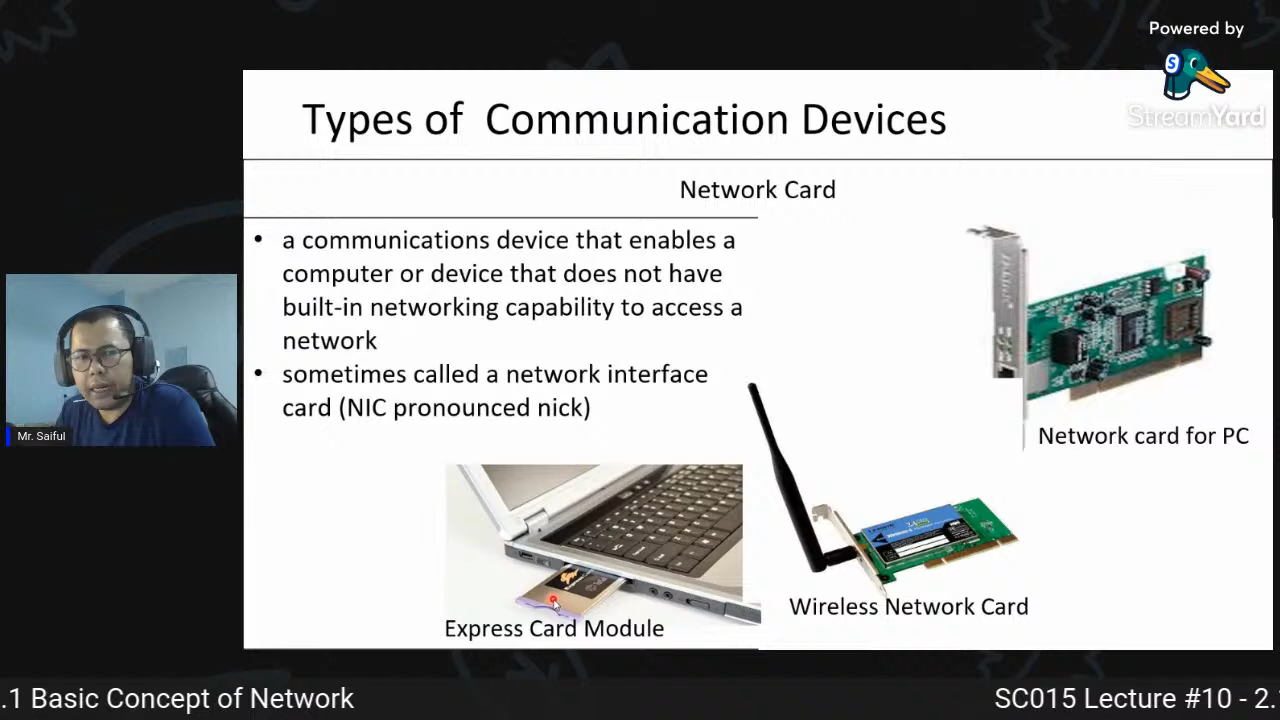 Powered by
StreamYard
Types of Communication Devices
Network Card
• a communications device that enables a
computer or device that does not have
built-in networking capability to access a
network
• sometimes called a network interface
card (NIC pronounced nick)
Network card for PC
Wireless Network Card
Express Card Module
Mr. Saiful
.1 Basic Concept of Network
SC015 Lecture #10 - 2.